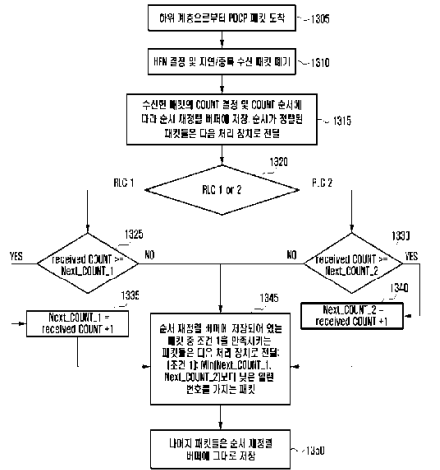 하위 계층으로부터 PDCP 패킷 도착
1305
HFN 결정 및 지연/중복 수신 패킷 폐기
1310
수신한 패킷의 COUNT 결정 및 COUNT 순서에
따라 순서 재정렬 버퍼에 저장. 순서가 정렬된
패킷들은 다음 처리 장치로 전달
1315
1320
RLC 1
RLC 1 or 2
RLC 2
1325
1330
YES
received COUNT >=
Next_COUNT_1
NO
NO
received COUNT >=
Next_COUNT_2
YES
1335
1345
1340
Next_COUNT_1 =
received COUNT +1
Next_COUNT_2 =
received COUNT +1
순서 재정렬 버퍼에 저장되어 있는
패킷 중 조건 1을 만족시키는
패킷들은 다음 처리 장치로 전달:
(조건 1): Min(Next_COUNT_1,
Next_COUNT_2)보다 낮은 일련
번호를 가지는 패킷
나머지 패킷들은 순서 재정렬
버퍼에 그대로 저장
1350